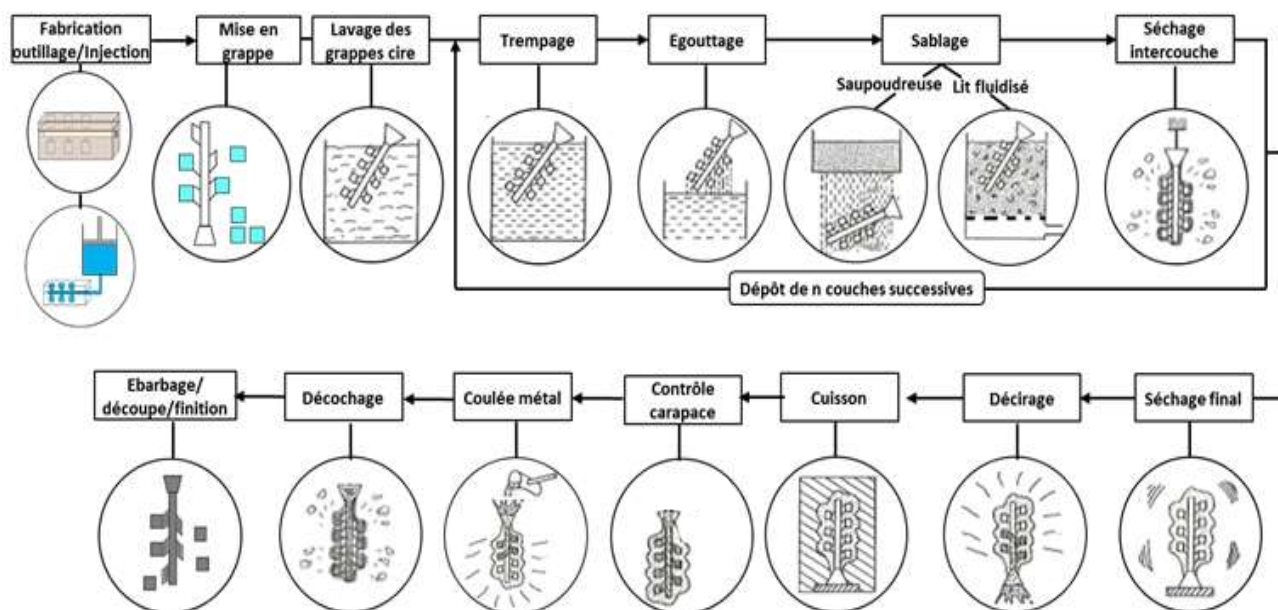 Fabrication
outillage/Injection
Mise en
grappe
Lavage des
grappes cire
Trempage
Egouttage
Sablage
Séchage
intercouche
Saupoudreuse
Lit fluidisé
Dépôt de n couches successives
Ebarbage/
découpe/finition
Décochage
Coulée métal
Contrôle
carapace
Cuisson
Décirage
Séchage final